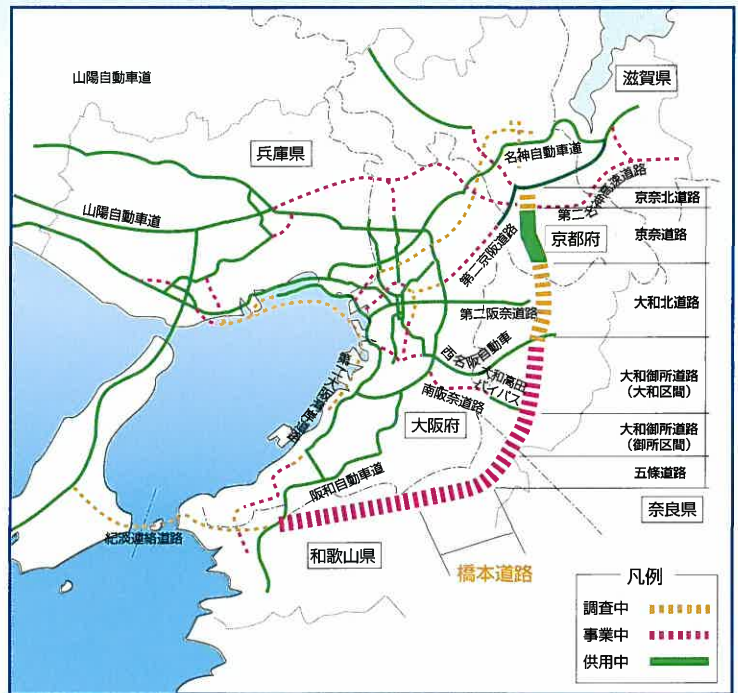 山陽自動車道
滋賀県
兵庫県
名神自動車道
第二名神高速道路
京奈北道路
山陽自動車道
京都府
京奈道路
第二京阪道路
第二阪奈道路
大和北道路
西名阪自動車
大和高田
バイパス
南阪奈道路
大和御所道路
(大和区間)
大阪府
大和御所道路
(御所区間)
五條道路
阪和自動車道
奈良県
紀淡連絡道路
和歌山県
橋本道路
凡例
調査中
事業中
供用中